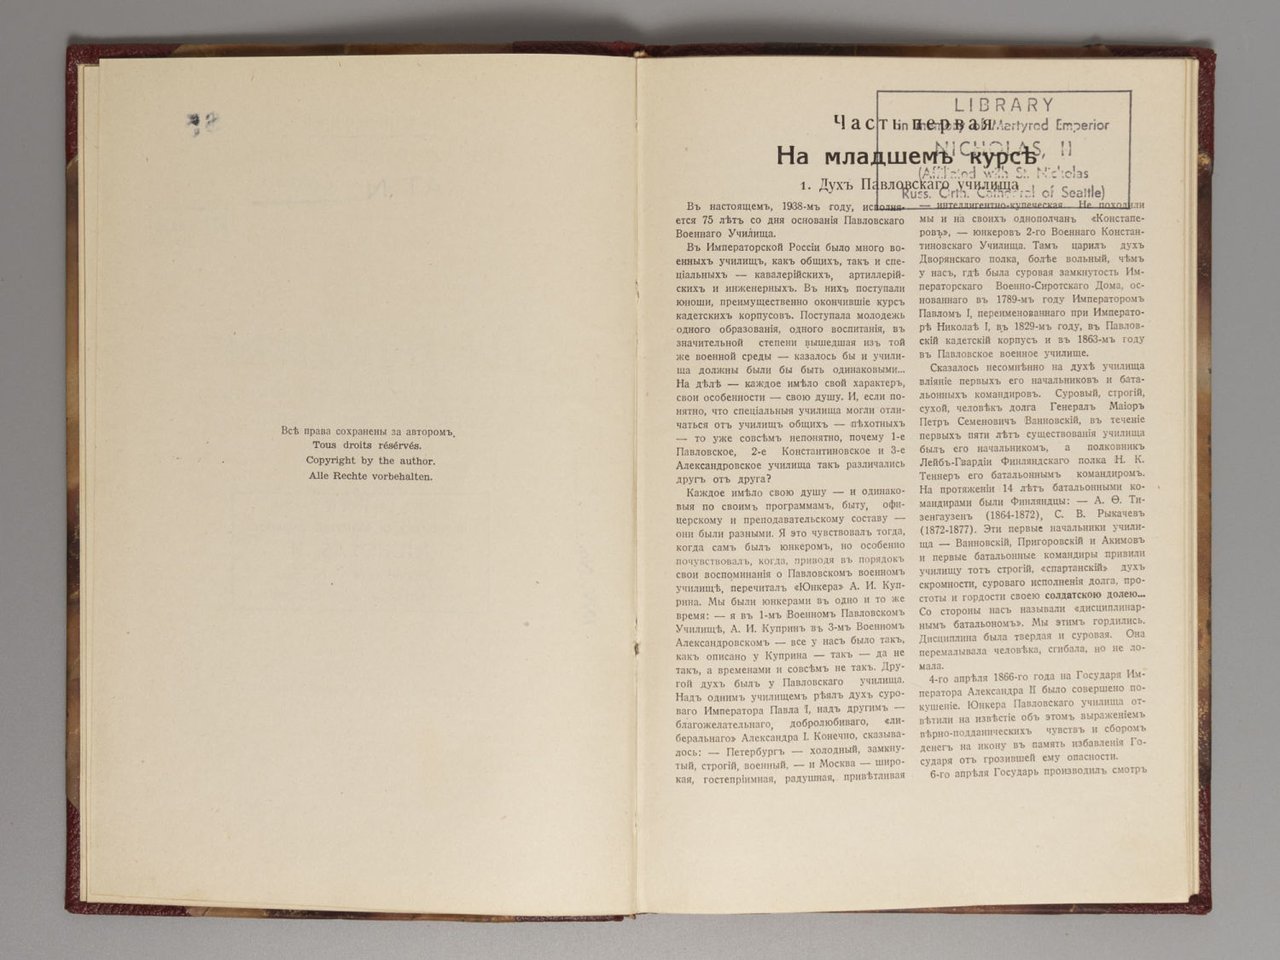 Всѣ права сохранены за авторомъ.
Tous droits résérvés.
Copyright by the author.
Alle Rechte vorbehalten.
LIBRARY
in memory of Martyred Emperior
NICHOLAS, II
(Affiliated with St. Nicholas
Russ. Orth. Cathedral of Seattle)
Часть первая
На младшемъ курсѣ
1. Духъ Павловскаго училища
Въ настоящемъ, 1938-мъ году, исполня-
ется 75 лѣтъ со дня основанія Павловскаго
Военнаго Училища.
Въ Императорской Россіи было много во-
енныхъ училищъ, какъ общихъ, такъ и спе-
ціальныхъ — кавалерійскихъ, артиллерій-
скихъ и инженерныхъ. Въ нихъ поступали
юноши, преимущественно окончившіе курсъ
кадетскихъ корпусовъ. Поступала молодежь
одного образованія, одного воспитанія, въ
значительной степени вышедшая изъ той
же военной среды — казалось бы и учили-
ща должны были бы быть одинаковыми...
На дѣлѣ — каждое имѣло свой характеръ,
свои особенности — свою душу. И, если по-
нятно, что спеціальныя училища могли отли-
чаться отъ училищъ общихъ — пѣхотныхъ
— то уже совсѣмъ непонятно, почему 1-е
Павловское, 2-е Константиновское и 3-е
Александровское училища такъ различались
другъ отъ друга?
Каждое имѣло свою душу — и одинако-
выя по своимъ программамъ, быту, офи-
церскому и преподавательскому составу —
они были разными. Я это чувствовалъ тогда,
когда самъ былъ юнкеромъ, но особенно
почувствовалъ, когда, приводя въ порядокъ
свои воспоминанія о Павловскомъ военномъ
училищѣ, перечиталъ «Юнкера» А. И. Куп-
рина. Мы были юнкерами въ одно и то же
время: — я въ 1-мъ Военномъ Павловскомъ
Училищѣ, А. И. Купринъ въ 3-мъ Военномъ
Александровскомъ — все у насъ было такъ,
какъ описано у Куприна — такъ — да не
такъ, а временами и совсѣмъ не такъ. Дру-
гой духъ былъ у Павловскаго училища.
Надъ однимъ училищемъ рѣялъ духъ суро-
ваго Императора Павла I, надъ другимъ —
благожелательнаго, добролюбиваго, «ли-
беральнаго» Александра I. Конечно, сказыва-
лось: — Петербургъ — холодный, замкну-
тый, строгій, военный, — и Москва — широ-
кая, гостепріимная, радушная, привѣтливая
— интеллигентно-купеческая. Не походили
мы и на своихъ однополчанъ «Констапе-
ровъ», — юнкеровъ 2-го Военнаго Констан-
тиновскаго Училища. Тамъ царилъ духъ
Дворянскаго полка, болѣе вольный, чѣмъ
у насъ, гдѣ была суровая замкнутость Им-
ператорскаго Военно-Сиротскаго Дома, ос-
нованнаго въ 1789-мъ году Императоромъ
Павломъ I, переименованнаго при Императо-
рѣ Николаѣ I, въ 1829-мъ году, въ Павлов-
скій кадетскій корпусъ и въ 1863-мъ году
въ Павловское военное училище.
Сказалось несомнѣнно на духѣ училища
вліяніе первыхъ его начальниковъ и бата-
льонныхъ командировъ. Суровый, строгій,
сухой, человѣкъ долга Генералъ Маіоръ
Петръ Семеновичъ Ванновскій, въ теченіе
первыхъ пяти лѣтъ существованія училища
былъ его начальникомъ, а полковникъ
Лейбъ-Гвардіи Финляндскаго полка Н. К.
Теннеръ его батальоннымъ командиромъ.
На протяженіи 14 лѣтъ батальонными ко-
мандирами были Финляндцы: — А. Ѳ. Ти-
зенгаузенъ (1864-1872), С. В. Рыкачевъ
(1872-1877). Эти первые начальники учили-
ща — Ванновскій, Пригоровскій и Акимовъ
и первые батальонные командиры привили
училищу тотъ строгій, «спартанскій» духъ
скромности, суроваго исполненія долга, про-
стоты и гордости своею солдатскою долею...
Со стороны насъ называли «дисциплинар-
нымъ батальономъ». Мы этимъ гордились.
Дисциплина была твердая и суровая. Она
перемалывала человѣка, сгибала, но не ло-
мала.
4-го апрѣля 1866-го года на Государя Им-
ператора Александра II было совершено по-
кушеніе. Юнкера Павловскаго училища от-
вѣтили на извѣстіе объ этомъ выраженіемъ
вѣрно-подданническихъ чувствъ и сборомъ
денегъ на икону въ память избавленія Го-
сударя отъ грозившей ему опасности.
6-го апрѣля Государь производилъ смотръ